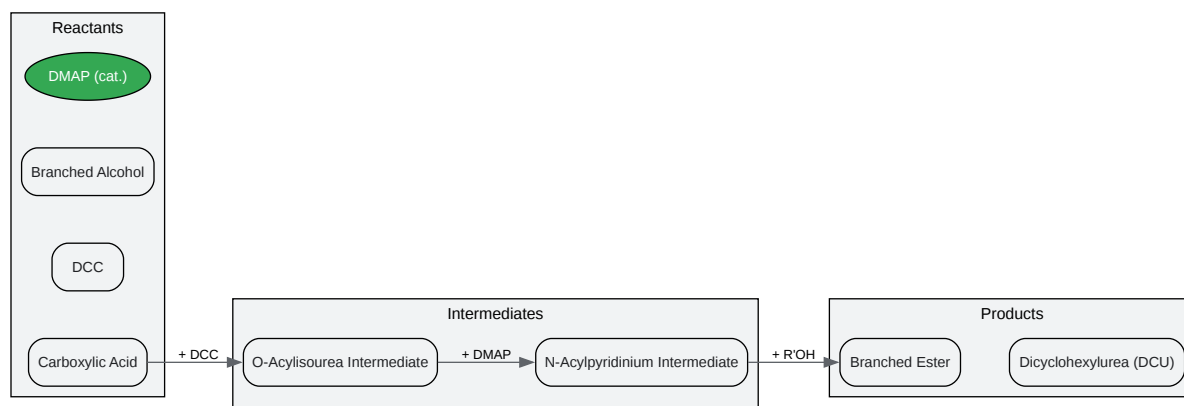 Reactants
DMAP (cat.)
Branched Alcohol
DCC
Carboxylic Acid
+ DCC
Intermediates
O-Acylisourea Intermediate
+ DMAP
N-Acylpyridinium Intermediate
+ R'OH
Products
Branched Ester
Dicyclohexylurea (DCU)